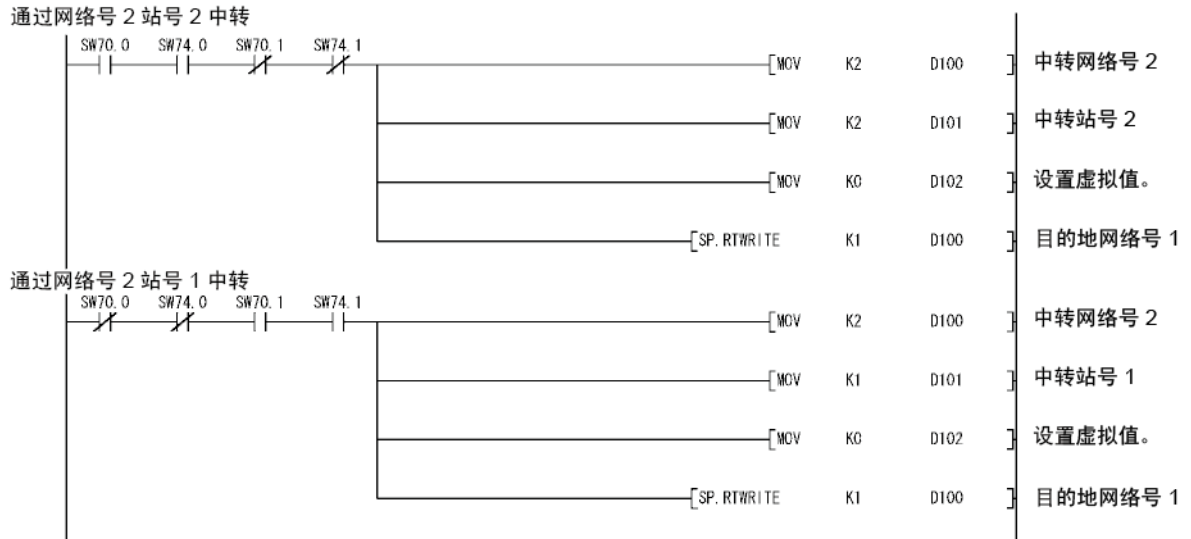 通过网络号 2 站号 2 中转
SW70.0 SW74.0 SW70.1 SW74.1
[MOV K2 D100 ] 中转网络号 2
[MOV K2 D101 ] 中转站号 2
[MOV K0 D102 ] 设置虚拟值。
[SP.RTWRITE K1 D100 ] 目的地网络号 1
通过网络号 2 站号 1 中转
SW70.0 SW74.0 SW70.1 SW74.1
[MOV K2 D100 ] 中转网络号 2
[MOV K1 D101 ] 中转站号 1
[MOV K0 D102 ] 设置虚拟值。
[SP.RTWRITE K1 D100 ] 目的地网络号 1